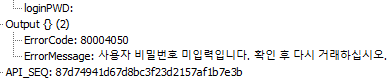 loginPWD:
Output {} (2)
ErrorCode: 80004050
ErrorMessage: 사용자 비밀번호 미입력입니다. 확인 후 다시 거래하십시오.
API_SEQ: 87d74941d67d8bc3f23d2157af1b7e3b